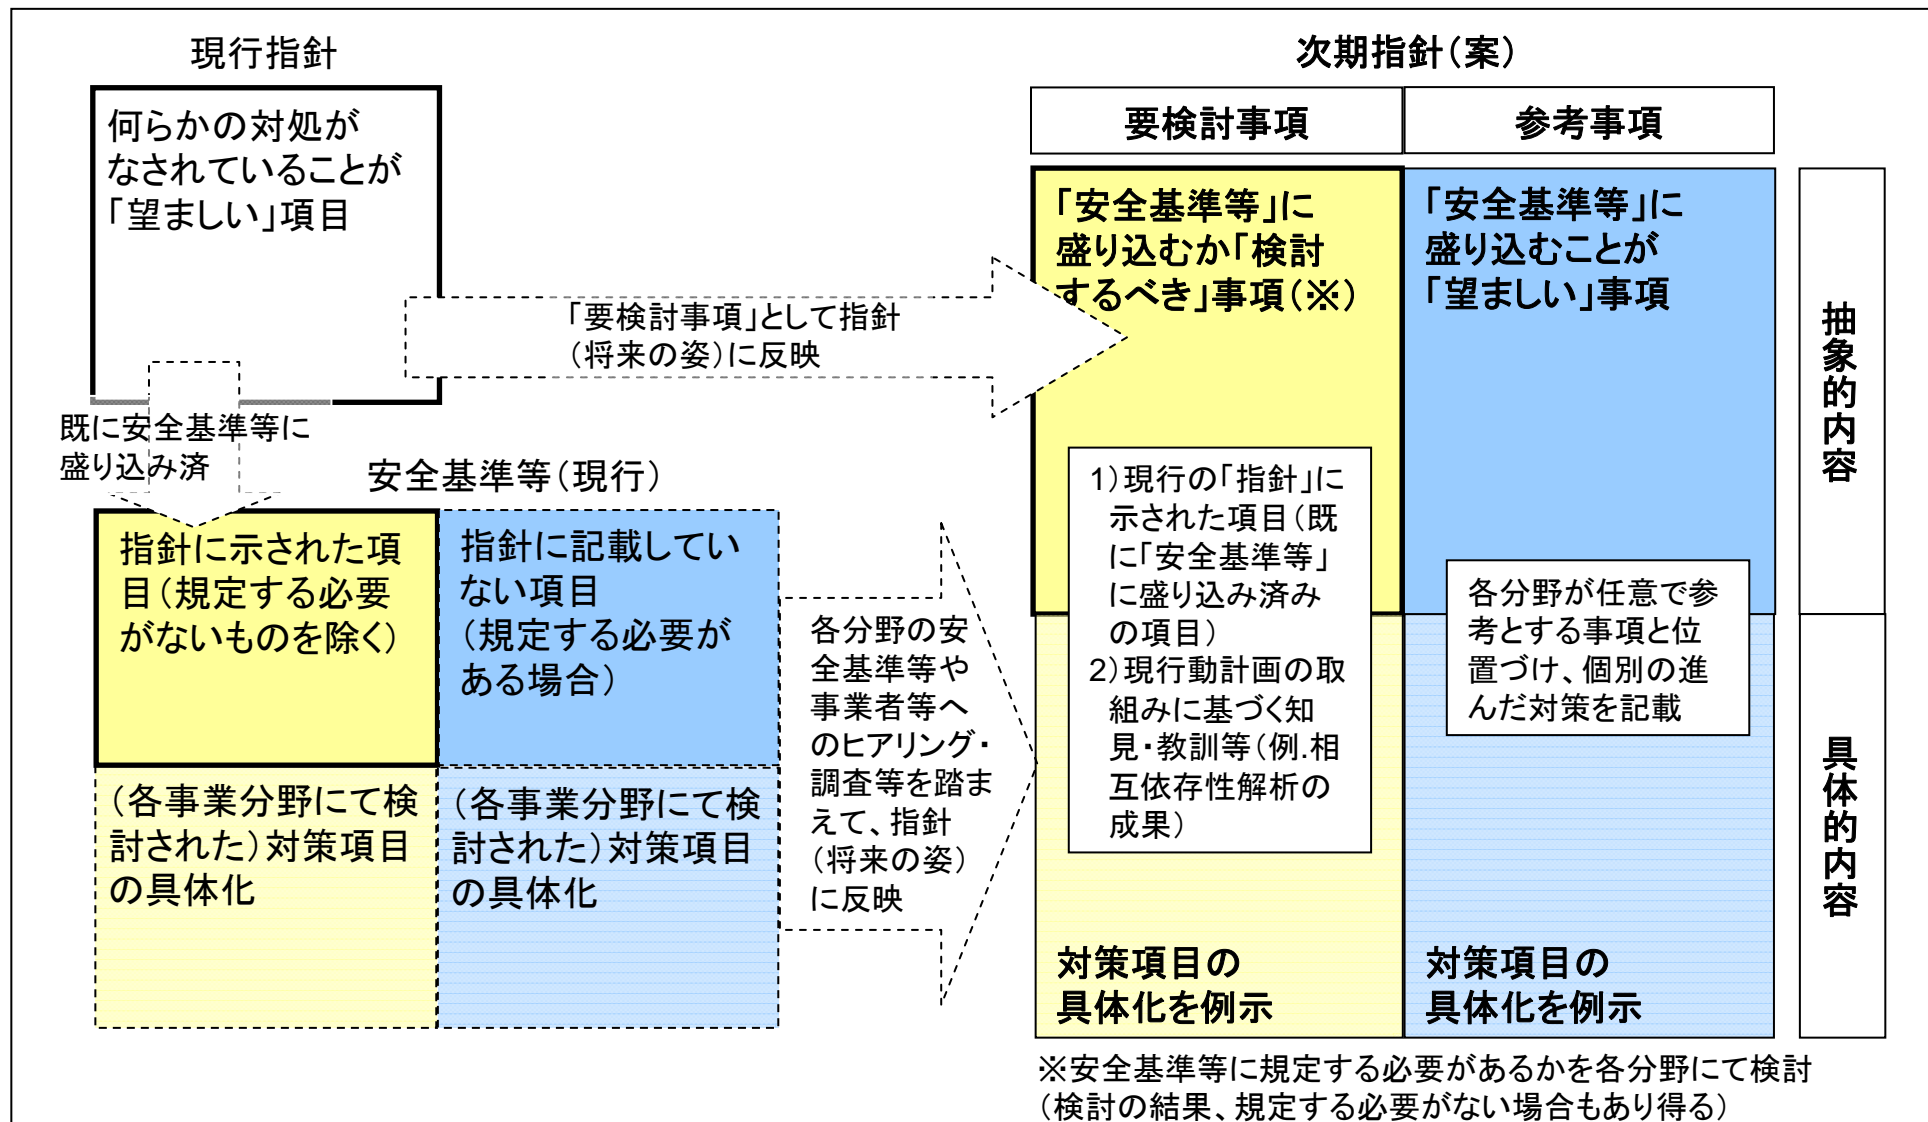 現行指針
何らかの対処が
なされていることが
「望ましい」項目
「要検討事項」として指針
（将来の姿）に反映
既に安全基準等に
盛り込み済
安全基準等（現行）
指針に示された項
目（規定する必要
がないものを除く）
指針に記載してい
ない項目
（規定する必要が
ある場合）
（各事業分野にて検
討された）対策項目
の具体化
（各事業分野にて検
討された）対策項目
の具体化
各分野の安
全基準等や
事業者等へ
のヒアリング・
調査等を踏ま
えて、指針
（将来の姿）
に反映
次期指針（案）
要検討事項
参考事項
「安全基準等」に
盛り込むか「検討
するべき」事項（※）
「安全基準等」に
盛り込むことが
「望ましい」事項
1）現行の「指針」に
示された項目（既
に「安全基準等」
に盛り込み済み
の項目）
2）現行動計画の取
組みに基づく知
見・教訓等（例.相
互依存性解析の
成果）
各分野が任意で参
考とする事項と位
置づけ、個別の進
んだ対策を記載
対策項目の
具体化を例示
対策項目の
具体化を例示
抽象的内容
具体的内容
※安全基準等に規定する必要があるかを各分野にて検討
（検討の結果、規定する必要がない場合もあり得る）